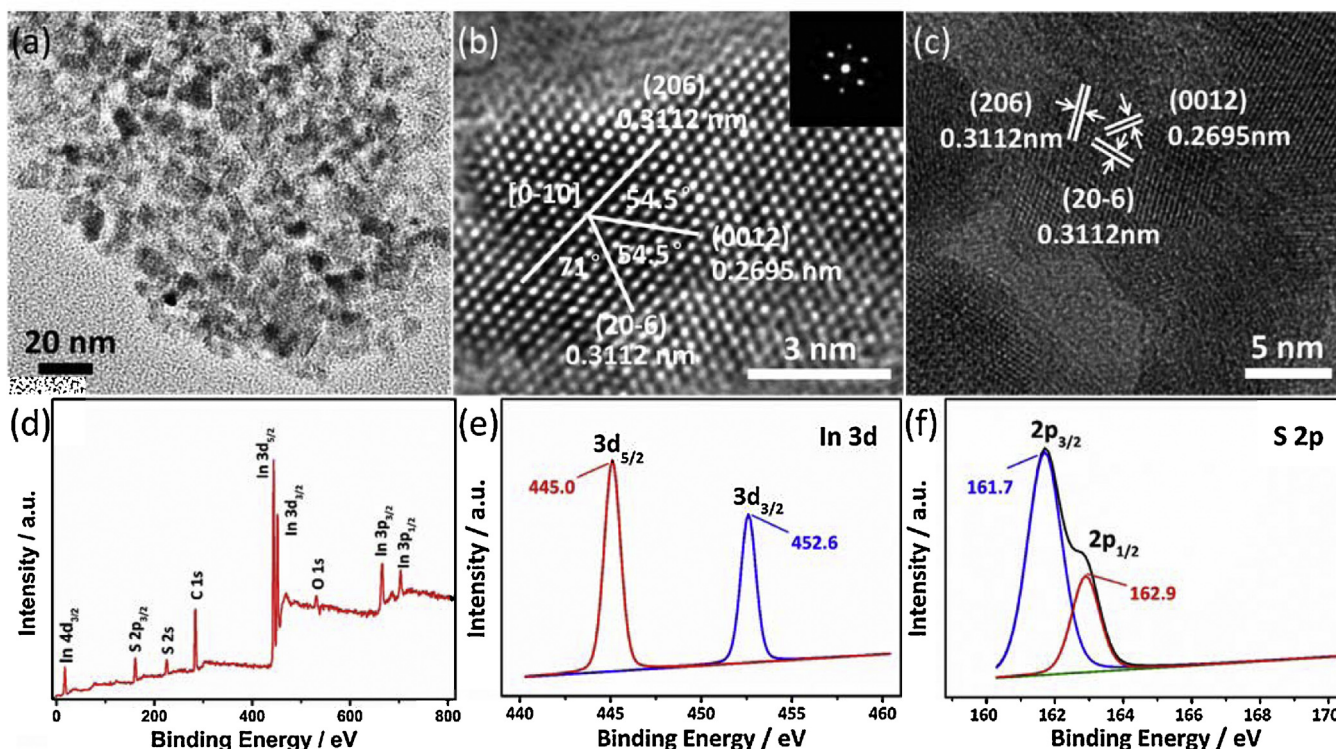 (a)
20 nm
(b)
(206)
0.3112 nm
[0-10]
54.5°
(0012)
0.2695 nm
54.5°
71°
(20-6)
0.3112 nm
3 nm
(c)
(206)
0.3112nm
(0012)
0.2695nm
(20-6)
0.3112nm
5 nm
(d)
Intensity / a.u.
In 4d3/2
S 2p3/2
S 2s
C 1s
In 3d5/2
In 3d3/2
O 1s
In 3p3/2
In 3p1/2
0 200 400 600 800
Binding Energy / eV
(e)
In 3d
Intensity / a.u.
3d5/2
445.0
3d3/2
452.6
440 445 450 455 460
Binding Energy / eV
(f)
S 2p
Intensity / a.u.
2p3/2
161.7
2p1/2
162.9
160 162 164 166 168 170
Binding Energy / eV